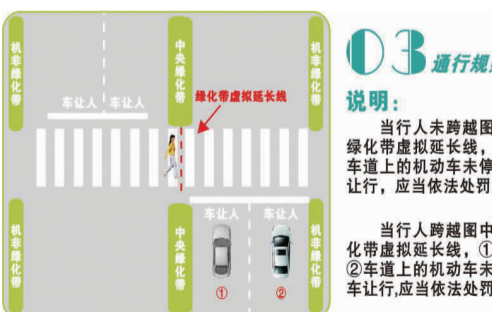 机非绿化带
中央绿化带
机非绿化带
绿化带虚拟延长线
车让人 车让人
车让人 车让人
机非绿化带
中央绿化带
机非绿化带
① ②
03 通行规
说明：
当行人未跨越图
绿化带虚拟延长线，
车道上的机动车未停
让行，应当依法处罚
当行人跨越图中
化带虚拟延长线，①
②车道上的机动车未
车让行,应当依法处罚